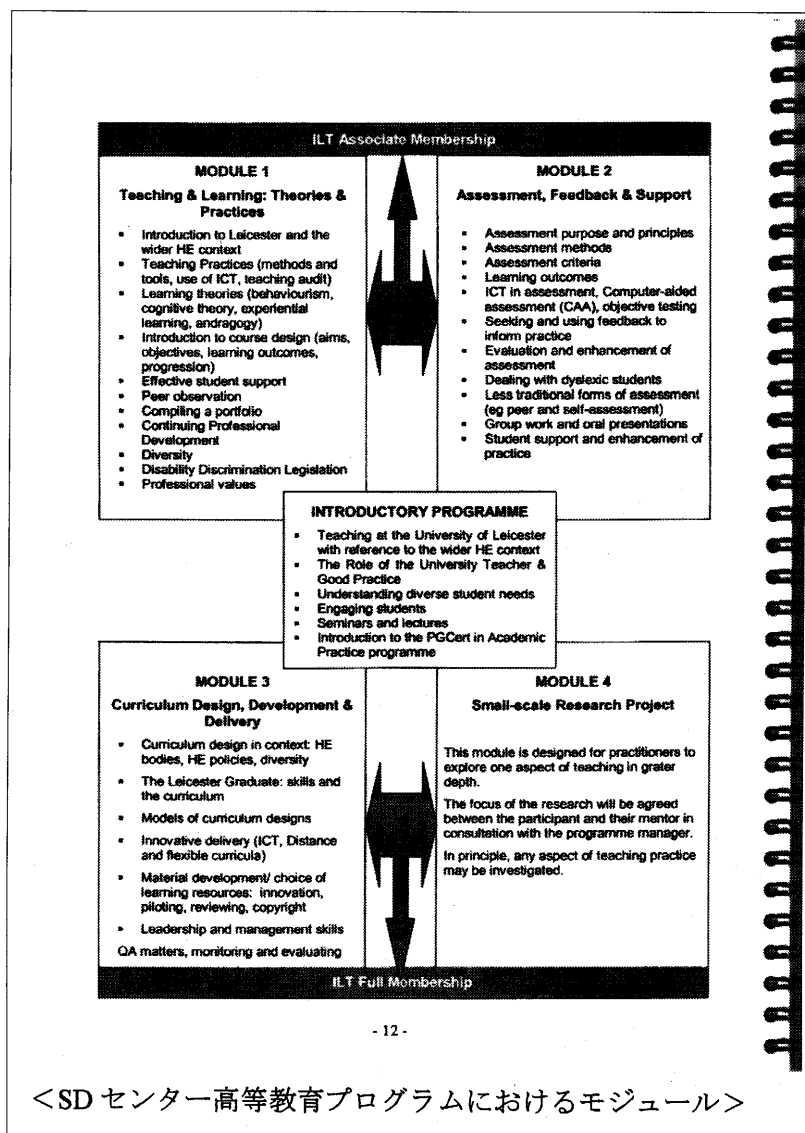 ILT Associate Membership
MODULE 1
Teaching & Learning: Theories &
Practices
• Introduction to Leicester and the
wider HE context
• Teaching Practices (methods and
tools, use of ICT, teaching audit)
• Learning theories (behaviourism,
cognitive theory, experiential
learning, andragogy)
• Introduction to course design (aims,
objectives, learning outcomes,
progression)
• Effective student support
• Peer observation
• Compiling a portfolio
• Continuing Professional
Development
• Diversity
• Disability Discrimination Legislation
• Professional values
MODULE 2
Assessment, Feedback & Support
• Assessment purpose and principles
• Assessment methods
• Assessment criteria
• Learning outcomes
• ICT in assessment, Computer-aided
assessment (CAA), objective testing
• Seeking and using feedback to
inform practice
• Evaluation and enhancement of
assessment
• Dealing with dyslexic students
• Less traditional forms of assessment
(eg peer and self-assessment)
• Group work and oral presentations
• Student support and enhancement of
practice
INTRODUCTORY PROGRAMME
• Teaching at the University of Leicester
with reference to the wider HE context
• The Role of the University Teacher &
Good Practice
• Understanding diverse student needs
• Engaging students
• Seminars and lectures
• Introduction to the PGCert in Academic
Practice programme
MODULE 3
Curriculum Design, Development &
Delivery
• Curriculum design in context: HE
bodies, HE policies, diversity
• The Leicester Graduate: skills and
the curriculum
• Models of curriculum designs
• Innovative delivery (ICT, Distance
and flexible curricula)
• Material development/ choice of
learning resources: innovation,
piloting, reviewing, copyright
• Leadership and management skills
QA matters, monitoring and evaluating
MODULE 4
Small-scale Research Project
This module is designed for practitioners to
explore one aspect of teaching in grater
depth.
The focus of the research will be agreed
between the participant and their mentor in
consultation with the programme manager.
In principle, any aspect of teaching practice
may be investigated.
ILT Full Membership
- 12 -
<SD センター高等教育プログラムにおけるモジュール>